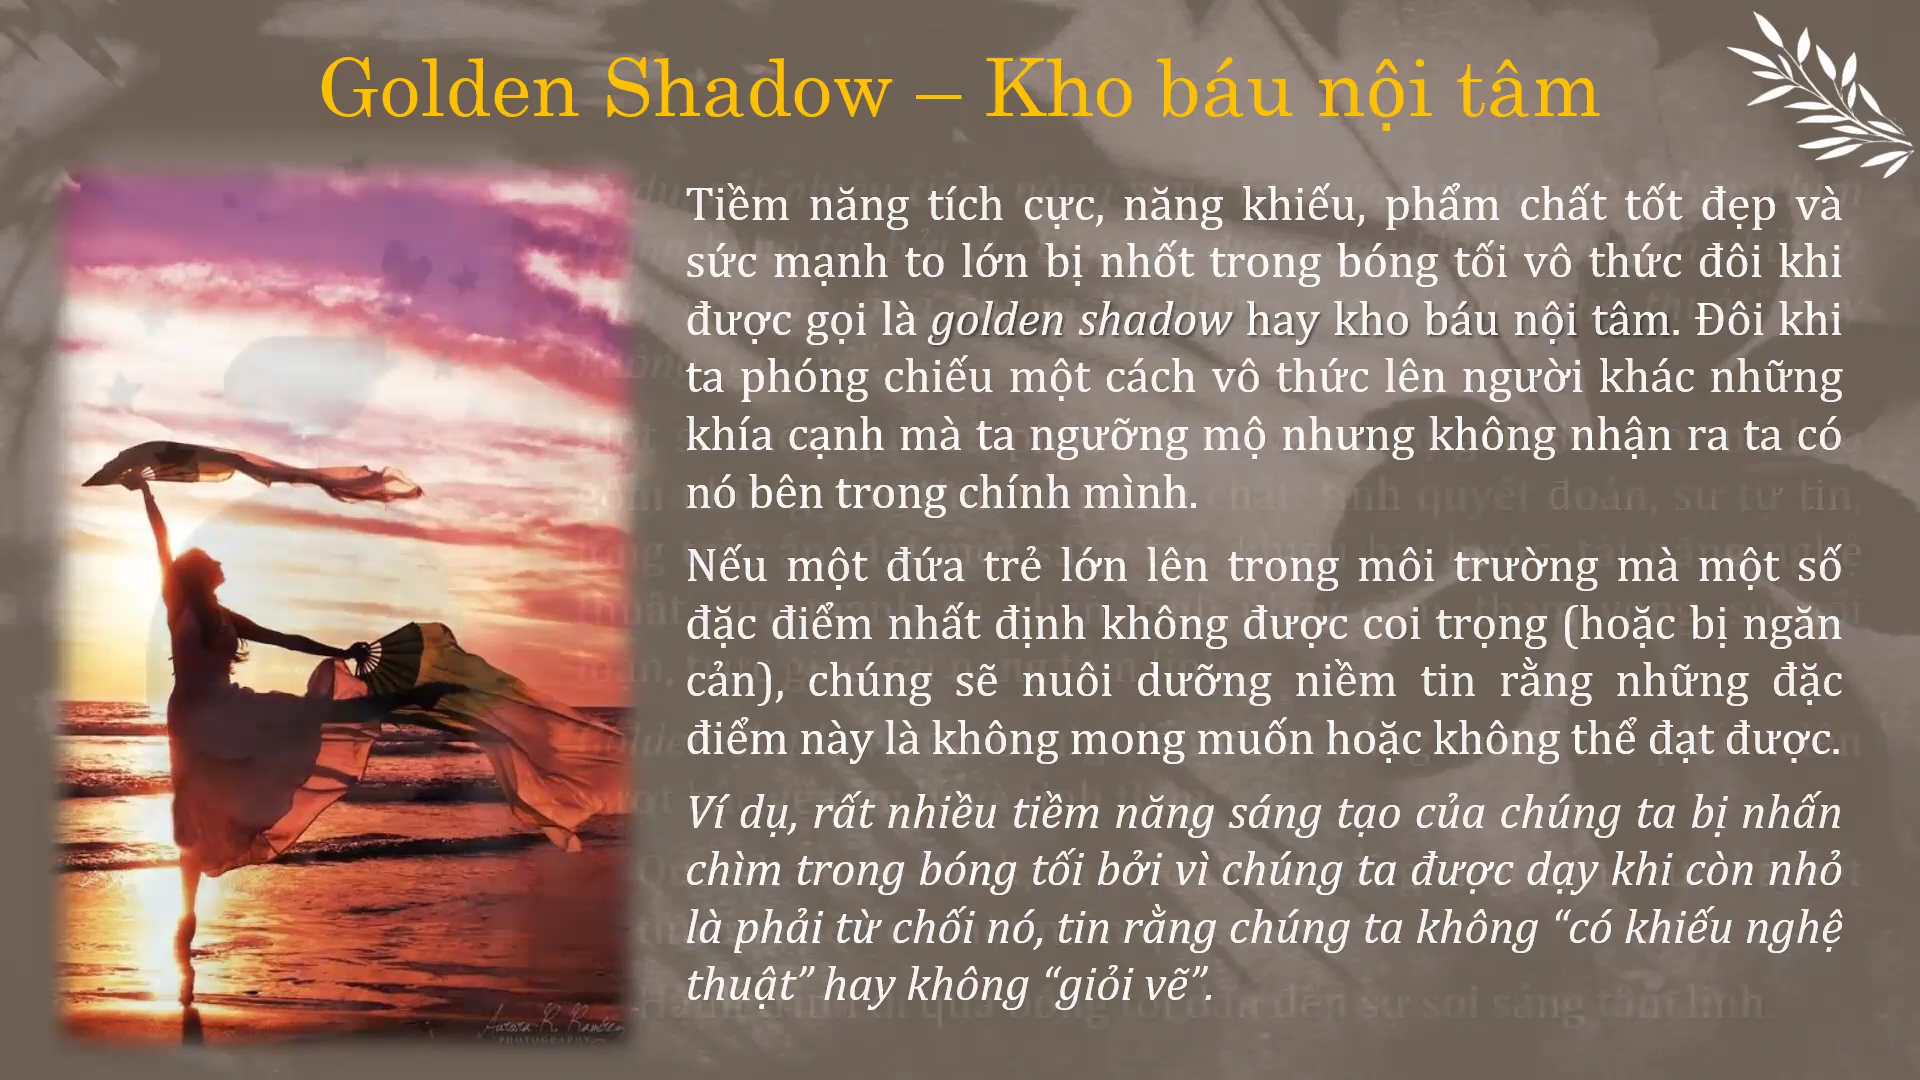 Golden Shadow – Kho báu nội tâm
Tiềm năng tích cực, năng khiếu, phẩm chất tốt đẹp và
sức mạnh to lớn bị nhốt trong bóng tối vô thức đôi khi
được gọi là golden shadow hay kho báu nội tâm. Đôi khi
ta phóng chiếu một cách vô thức lên người khác những
khía cạnh mà ta ngưỡng mộ nhưng không nhận ra ta có
nó bên trong chính mình.
Nếu một đứa trẻ lớn lên trong môi trường mà một số
đặc điểm nhất định không được coi trọng (hoặc bị ngăn
cản), chúng sẽ nuôi dưỡng niềm tin rằng những đặc
điểm này là không mong muốn hoặc không thể đạt được.
Ví dụ, rất nhiều tiềm năng sáng tạo của chúng ta bị nhấn
chìm trong bóng tối bởi vì chúng ta được dạy khi còn nhỏ
là phải từ chối nó, tin rằng chúng ta không “có khiếu nghệ
thuật” hay không “giỏi vẽ”.
PHOTOGRAPHY